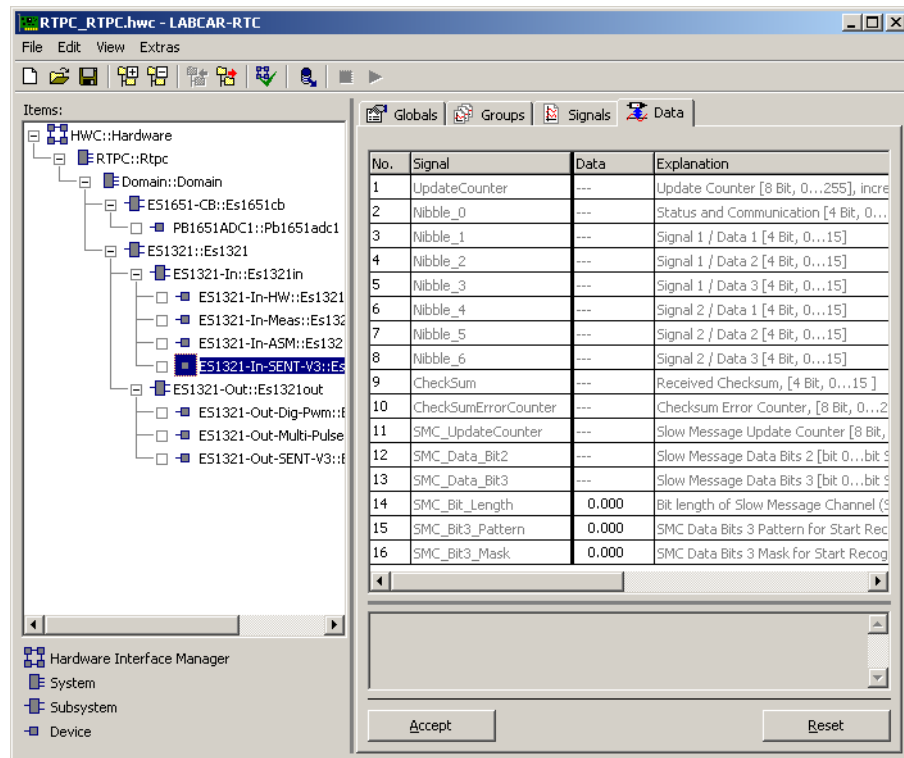 RTPC_RTPC.hwc - LABCAR-RTC
File Edit View Extras
Items:
HWC::Hardware
RTPC::Rtpc
Domain::Domain
ES1651-CB::Es1651cb
PB1651ADC1::Pb1651adc1
ES1321::Es1321
ES1321-In::Es1321in
ES1321-In-HW::Es1321
ES1321-In-Meas::Es132
ES1321-In-ASM::Es132
ES1321-In-SENT-V3::Es
ES1321-Out::Es1321out
ES1321-Out-Dig-Pwm::E
ES1321-Out-Multi-Pulse
ES1321-Out-SENT-V3::E
Hardware Interface Manager
System
Subsystem
Device
Globals Groups Signals Data
No. Signal Data Explanation
1 UpdateCounter --- Update Counter [8 Bit, 0...255], incre
2 Nibble_0 --- Status and Communication [4 Bit, 0...
3 Nibble_1 --- Signal 1 / Data 1 [4 Bit, 0...15]
4 Nibble_2 --- Signal 1 / Data 2 [4 Bit, 0...15]
5 Nibble_3 --- Signal 1 / Data 3 [4 Bit, 0...15]
6 Nibble_4 --- Signal 2 / Data 1 [4 Bit, 0...15]
7 Nibble_5 --- Signal 2 / Data 2 [4 Bit, 0...15]
8 Nibble_6 --- Signal 2 / Data 3 [4 Bit, 0...15]
9 CheckSum --- Received Checksum, [4 Bit, 0...15 ]
10 CheckSumErrorCounter --- Checksum Error Counter, [8 Bit, 0...2
11 SMC_UpdateCounter --- Slow Message Update Counter [8 Bit,
12 SMC_Data_Bit2 --- Slow Message Data Bits 2 [bit 0...bit S
13 SMC_Data_Bit3 --- Slow Message Data Bits 3 [bit 0...bit S
14 SMC_Bit_Length 0.000 Bit length of Slow Message Channel (S
15 SMC_Bit3_Pattern 0.000 SMC Data Bits 3 Pattern for Start Rec
16 SMC_Bit3_Mask 0.000 SMC Data Bits 3 Mask for Start Recog
Accept Reset